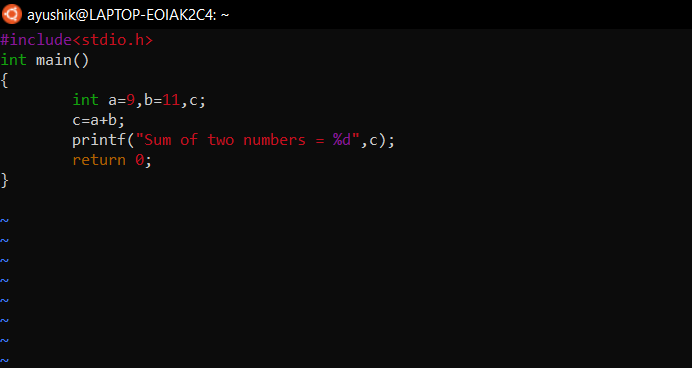 ayushik@LAPTOP-EOIAK2C4: ~
#include<stdio.h>
int main()
{
        int a=9,b=11,c;
        c=a+b;
        printf("Sum of two numbers = %d",c);
        return 0;
}
~
~
~
~
~
~
~
~